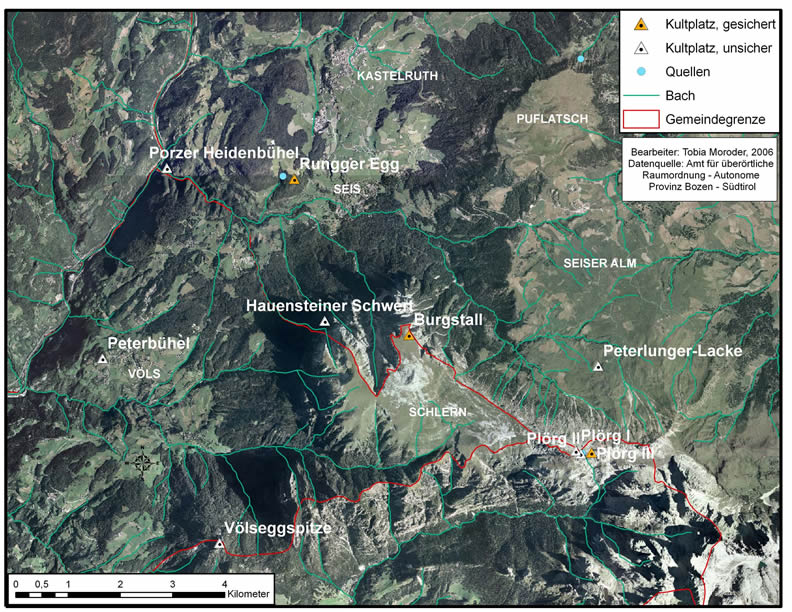 Kultplatz, gesichert
Kultplatz, unsicher
Quellen
Bach
Gemeindegrenze
Bearbeiter: Tobia Moroder, 2006
Datenquelle: Amt für überörtliche
Raumordnung - Autonome
Provinz Bozen - Südtirol
KASTELRUTH
PUFLATSCH
Porzer Heidenbühel
Rungger Egg
SEIS
SEISER ALM
Hauensteiner Schwert
Burgstall
Peterbühel
VÖLS
Peterlunger-Lacke
SCHLERN
Plörg II
Plörg I
Plörg III
Völseggspitze
0 0,5 1 2 3 4
Kilometer